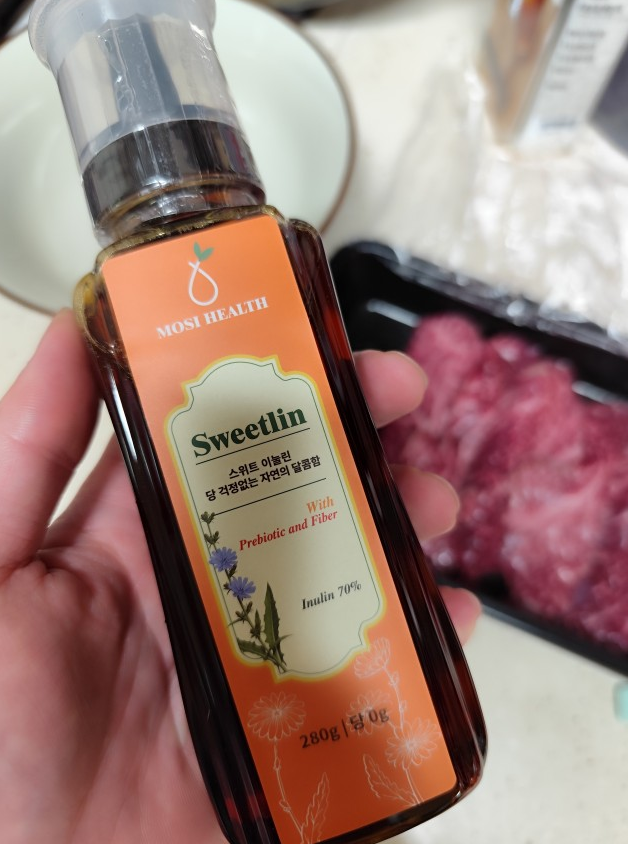 MOSI HEALTH
Sweetlin
스위트 이눌린
당 걱정없는 자연의 달콤함
With
Prebiotic and Fiber
Inulin 70%
280g | 당 0g